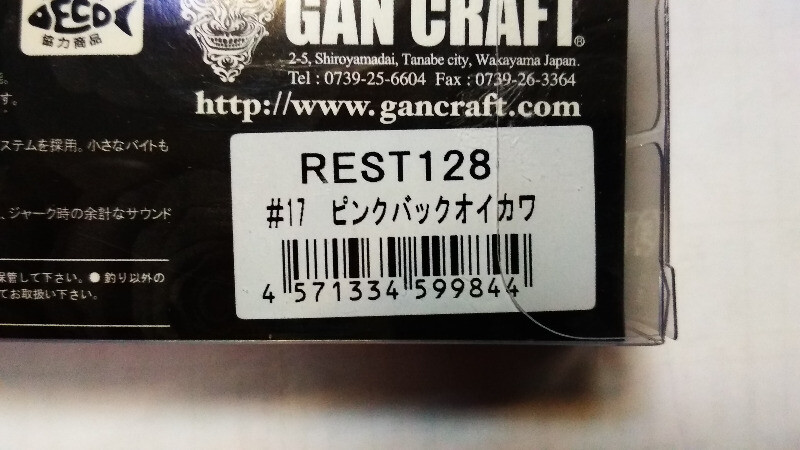 GAN CRAFT®
ECO
協力商品
2-5, Shiroyamadai, Tanabe city, Wakayama Japan.
Tel : 0739-25-6604 Fax : 0739-26-3364
http://www.gancraft.com
す。
ステムを採用。小さなバイトも
REST128
、ジャーク時の余計なサウンド
#17 ピンクバックオイカワ
保管して下さい。●釣り以外の
てお取扱い下さい。
4 571334 599844